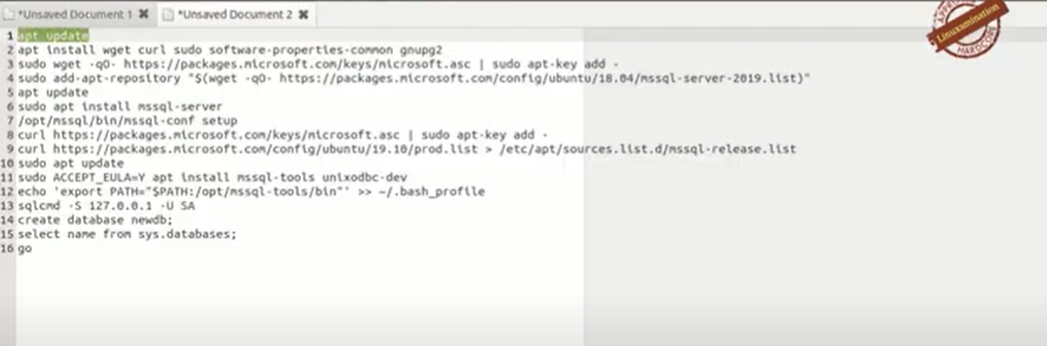 *Unsaved Document 1 ✖ *Unsaved Document 2 ✖
1 apt update
2 apt install wget curl sudo software-properties-common gnupg2
3 sudo wget -qO- https://packages.microsoft.com/keys/microsoft.asc | sudo apt-key add -
4 sudo add-apt-repository "$(wget -qO- https://packages.microsoft.com/config/ubuntu/18.04/mssql-server-2019.list)"
5 apt update
6 sudo apt install mssql-server
7 /opt/mssql/bin/mssql-conf setup
8 curl https://packages.microsoft.com/keys/microsoft.asc | sudo apt-key add -
9 curl https://packages.microsoft.com/config/ubuntu/19.10/prod.list > /etc/apt/sources.list.d/mssql-release.list
10 sudo apt update
11 sudo ACCEPT_EULA=Y apt install mssql-tools unixodbc-dev
12 echo 'export PATH="$PATH:/opt/mssql-tools/bin"' >> ~/.bash_profile
13 sqlcmd -S 127.0.0.1 -U SA
14 create database newdb;
15 select name from sys.databases;
16 go
Linuxamination
HARDCORE